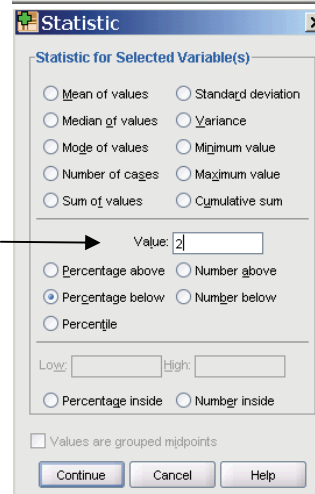 Statistic
Statistic for Selected Variable(s)
Mean of values Standard deviation
Median of values Variance
Mode of values Minimum value
Number of cases Maximum value
Sum of values Cumulative sum
Value: 2
Percentage above Number above
Percentage below Number below
Percentile
Low: High:
Percentage inside Number inside
Values are grouped midpoints
Continue Cancel Help